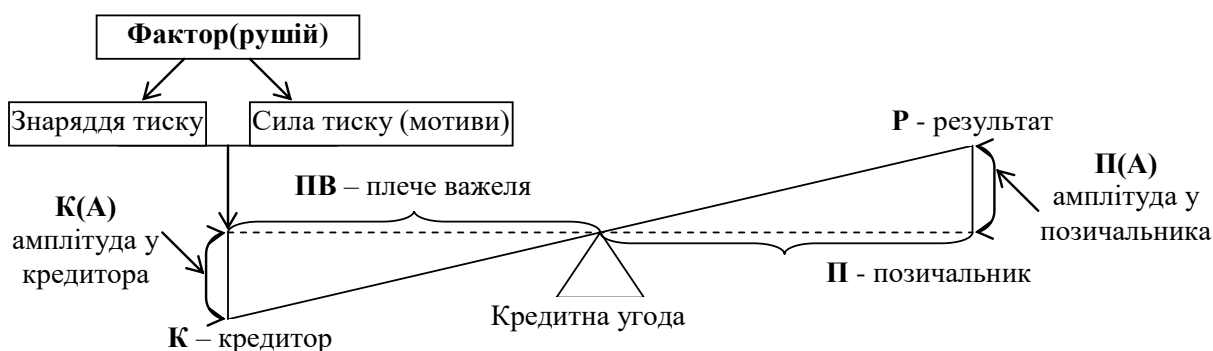 Фактор(рушій)
Знаряддя тиску
Сила тиску (мотиви)
Р - результат
ПВ – плече важеля
К(А)
амплітуда у
кредитора
П(А)
амплітуда у
позичальника
П - позичальник
Кредитна угода
К – кредитор